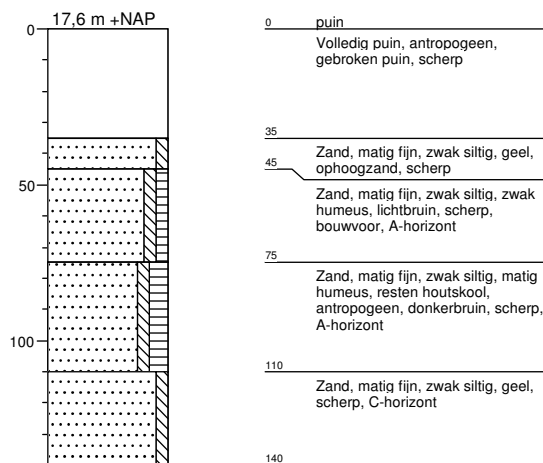 17,6 m +NAP
0
50
100
0
puin
Volledig puin, antropogeen,
gebroken puin, scherp
35
Zand, matig fijn, zwak siltig, geel,
ophoogzand, scherp
45
Zand, matig fijn, zwak siltig, zwak
humeus, lichtbruin, scherp,
bouwvoor, A-horizont
75
Zand, matig fijn, zwak siltig, matig
humeus, resten houtskool,
antropogeen, donkerbruin, scherp,
A-horizont
110
Zand, matig fijn, zwak siltig, geel,
scherp, C-horizont
140